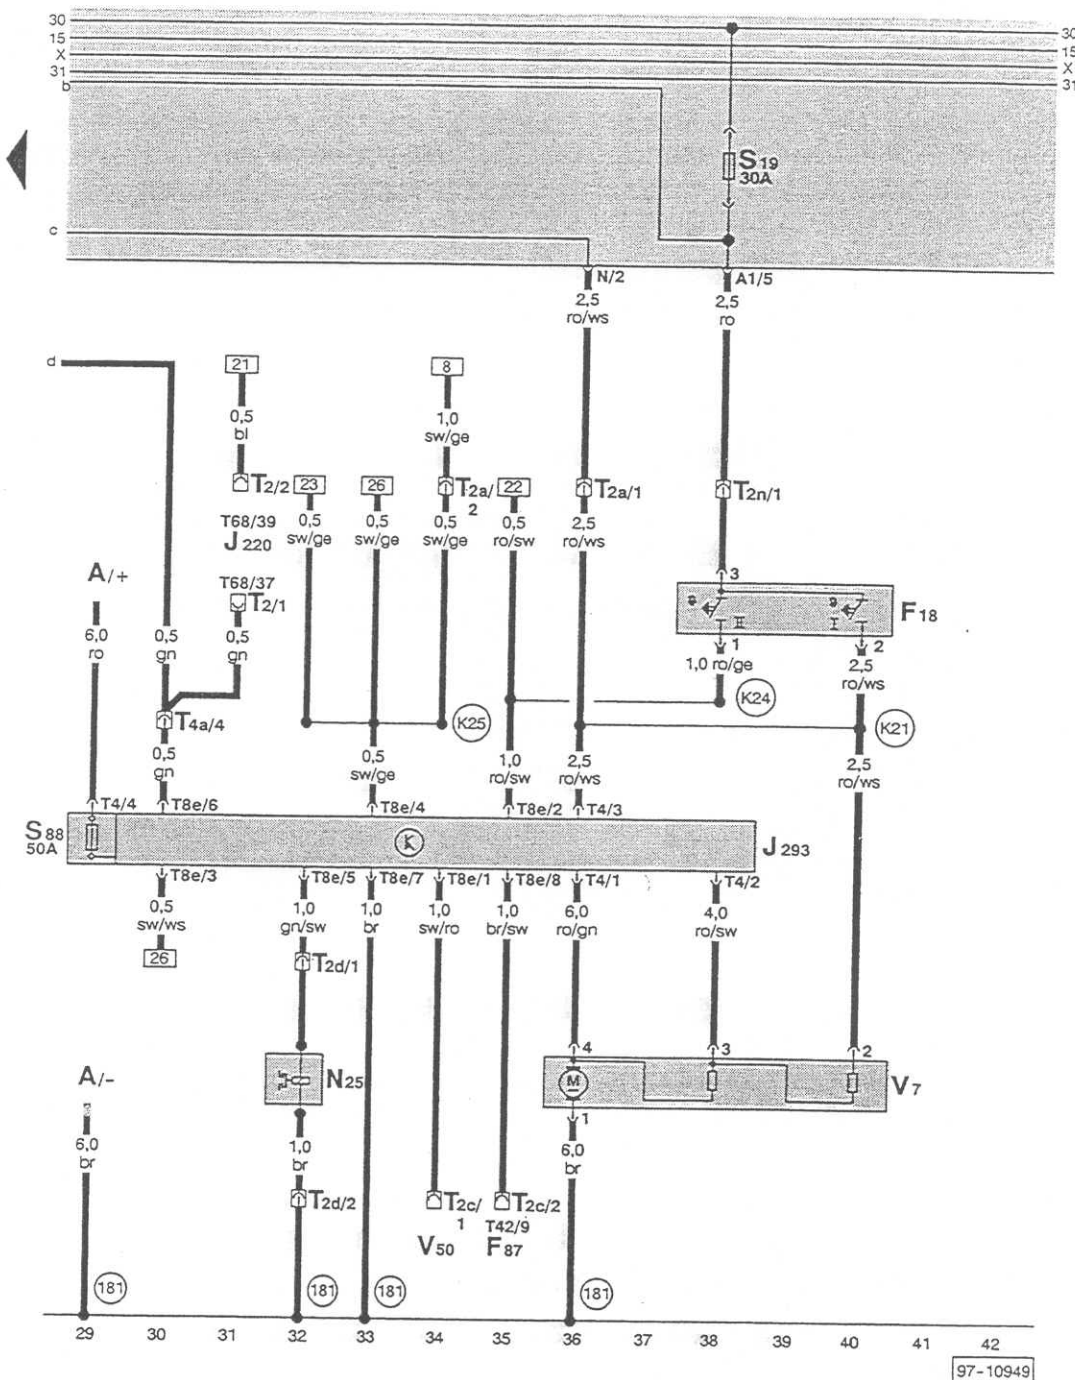 30
15
X
31
b
30
15
X
31
S19
30A
c
N/2
A1/5
2,5
ro/ws
2,5
ro
d
21
8
0,5
bl
1,0
sw/ge
T2/2
23
26
T2a/
2
22
T2a/1
T2n/1
T68/39
J220
0,5
sw/ge
0,5
sw/ge
0,5
sw/ge
0,5
ro/sw
2,5
ro/ws
A/+
T68/37
T2/1
3
F18
II
I
6,0
ro
0,5
gn
0,5
gn
1
2
1,0 ro/ge
2,5
ro/ws
T4a/4
K25
K24
K21
0,5
gn
0,5
sw/ge
1,0
ro/sw
2,5
ro/ws
2,5
ro/ws
T4/4
T8e/6
T8e/4
T8e/2
T4/3
S88
50A
K
J293
T8e/3
T8e/5
T8e/7
T8e/1
T8e/8
T4/1
T4/2
0,5
sw/ws
1,0
gn/sw
1,0
br
1,0
sw/ro
1,0
br/sw
6,0
ro/gn
4,0
ro/sw
26
T2d/1
4
3
2
A/-
N25
M
V7
1
6,0
br
1,0
br
6,0
br
T2d/2
T2c/
1
T2c/2
V50
T42/9
F87
181
181
181
181
29
30
31
32
33
34
35
36
37
38
39
40
41
42
97-10949